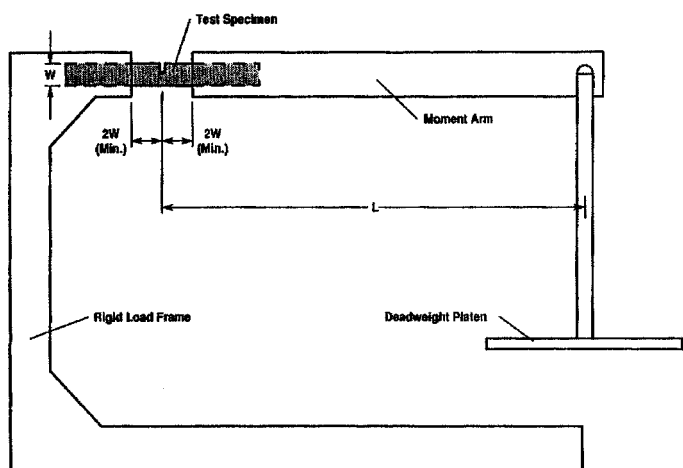 Test Specimen
W
Moment Arm
2W
(Min.)
2W
(Min.)
L
Rigid Load Frame
Deadweight Platen